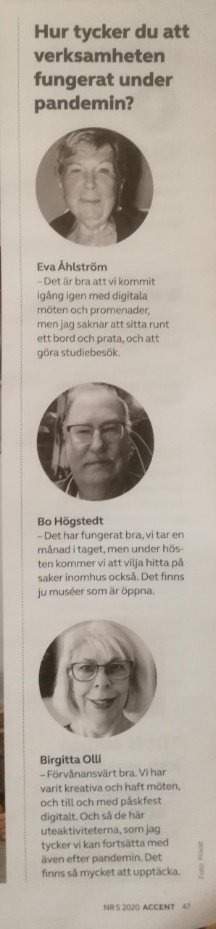 Hur tycker du att
verksamheten
fungerat under
pandemin?
Eva Åhlström
– Det är bra att vi kommit
igång igen med digitala
möten och promenader,
men jag saknar att sitta runt
ett bord och prata, och att
göra studiebesök.
Bo Högstedt
– Det har fungerat bra, vi tar en
månad i taget, men under hös-
ten kommer vi att vilja hitta på
saker inomhus också. Det finns
ju muséer som är öppna.
Birgitta Olli
– Förvånansvärt bra. Vi har
varit kreativa och haft möten,
och till och med påskfest
digitalt. Och så de här
uteaktiviteterna, som jag
tycker vi kan fortsätta med
även efter pandemin. Det
finns så mycket att upptäcka.
Foto: Privat
NR 5 2020 ACCENT 47